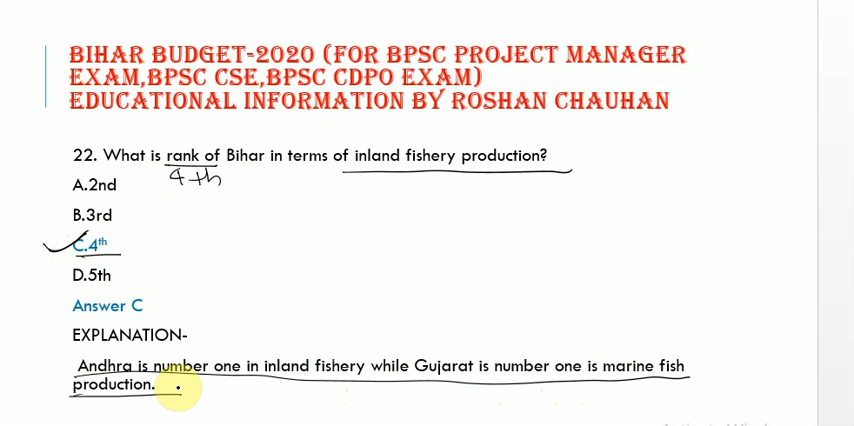 BIHAR BUDGET-2020 (FOR BPSC PROJECT MANAGER
EXAM,BPSC CSE,BPSC CDPO EXAM)
EDUCATIONAL INFORMATION BY ROSHAN CHAUHAN
22. What is rank of Bihar in terms of inland fishery production?
4th
A.2nd
B.3rd
C.4th
D.5th
Answer C
EXPLANATION-
Andhra is number one in inland fishery while Gujarat is number one is marine fish
production.